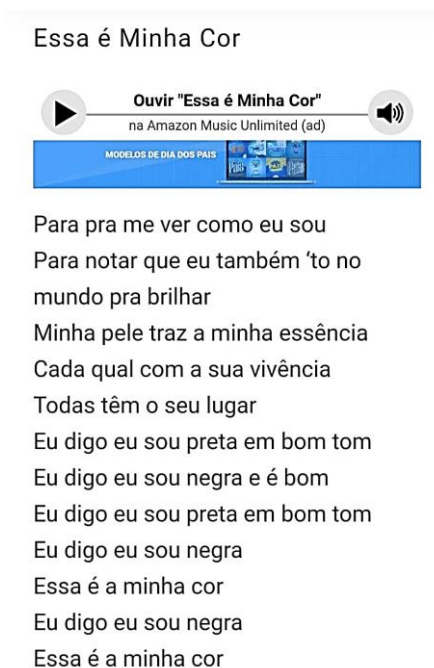 Essa é Minha Cor
Ouvir "Essa é Minha Cor"
na Amazon Music Unlimited (ad)
MODELOS DE DIA DOS PAIS
Para pra me ver como eu sou
Para notar que eu também ‘to no
mundo pra brilhar
Minha pele traz a minha essência
Cada qual com a sua vivência
Todas têm o seu lugar
Eu digo eu sou preta em bom tom
Eu digo eu sou negra e é bom
Eu digo eu sou preta em bom tom
Eu digo eu sou negra
Essa é a minha cor
Eu digo eu sou negra
Essa é a minha cor